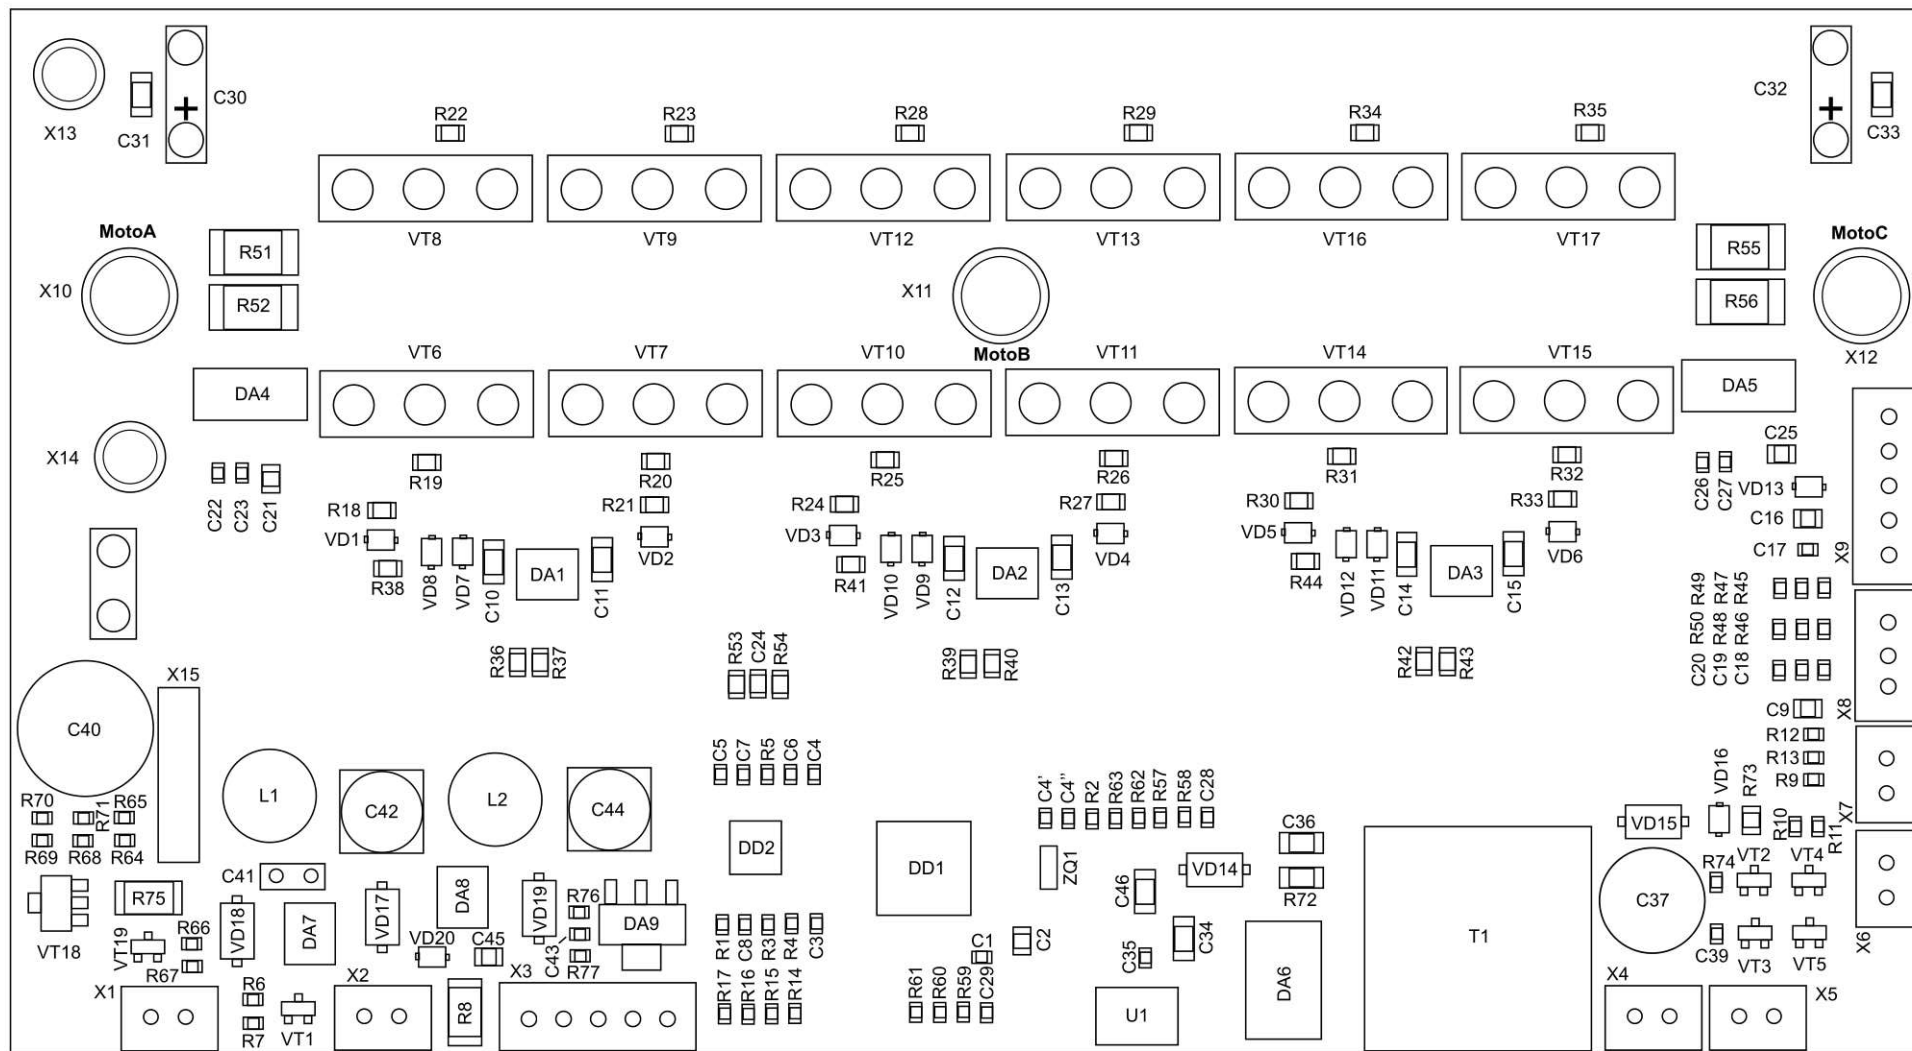 X13
C31
C30
R22
R23
R28
R29
R34
R35
C32
C33
MotoA
X10
R51
R52
VT8
VT9
VT12
VT13
VT16
VT17
X11
MotoB
R55
R56
MotoC
X12
DA4
VT6
VT7
VT10
VT11
VT14
VT15
DA5
X14
C22
C23
C21
R19
R20
R25
R26
R31
R32
C26
C27
C25
VD13
C16
C17
X9
R18
VD1
R38
VD8
VD7
C10
DA1
C11
R21
VD2
R24
VD3
R41
VD10
VD9
C12
DA2
C13
R27
VD4
R30
VD5
R44
VD12
VD11
C14
DA3
C15
R33
VD6
R36
R37
R53
C24
R54
R39
R40
R42
R43
R49
R47
R45
C20 R50
C19 R48
C18 R46
C9
X8
R12
R13
R9
C40
X15
L1
C42
L2
C44
C5
C7
R5
C6
C4
C4'
C4''
R2
R63
R62
R57
R58
C28
C36
VD15
VD16
R73
R10
R11
X7
R70
R71
R65
R69
R68
R64
C41
DD2
DD1
ZQ1
C46
VD14
R72
T1
C37
R74
VT2
VT4
VT18
R75
VT19
R66
R67
VD18
DA7
VD17
DA8
VD20
C45
VD19
R76
C43
R77
DA9
R1
C8
R3
R4
C3
C1
C2
C35
C34
DA6
C39
VT3
VT5
X6
X1
R6
R7
VT1
X2
R8
X3
R17
R16
R15
R14
R61
R60
R59
C29
U1
X4
X5